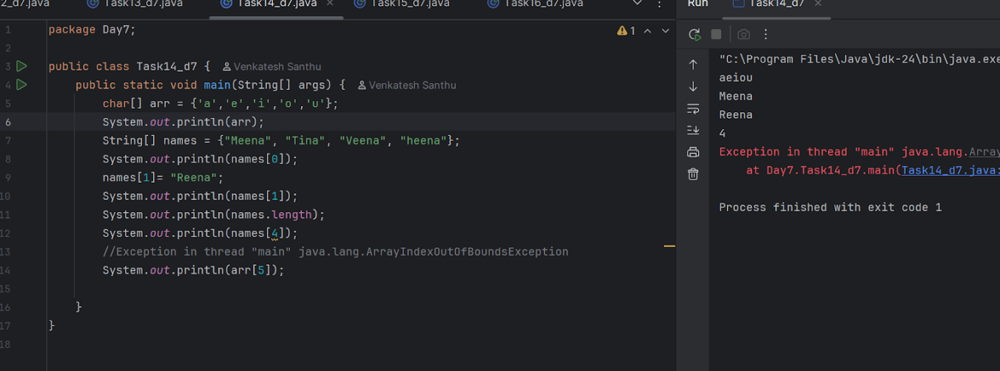 2_d7.java Task13_d7.java Task14_d7.java Task15_d7.java Task16_d7.java
1 package Day7;
1
2
3 public class Task14_d7 { Venkatesh Santhu
4 public static void main(String[] args) { Venkatesh Santhu
5 char[] arr = {'a','e','i','o','u'};
6 System.out.println(arr);
7 String[] names = {"Meena", "Tina", "Veena", "heena"};
8 System.out.println(names[0]);
9 names[1]= "Reena";
10 System.out.println(names[1]);
11 System.out.println(names.length);
12 System.out.println(names[4]);
13 //Exception in thread "main" java.lang.ArrayIndexOutOfBoundsException
14 System.out.println(arr[5]);
15
16 }
17 }
18
Run Task14_d7
"C:\Program Files\Java\jdk-24\bin\java.exe
aeiou
Meena
Reena
4
Exception in thread "main" java.lang.Array
at Day7.Task14_d7.main(Task14_d7.java:
Process finished with exit code 1